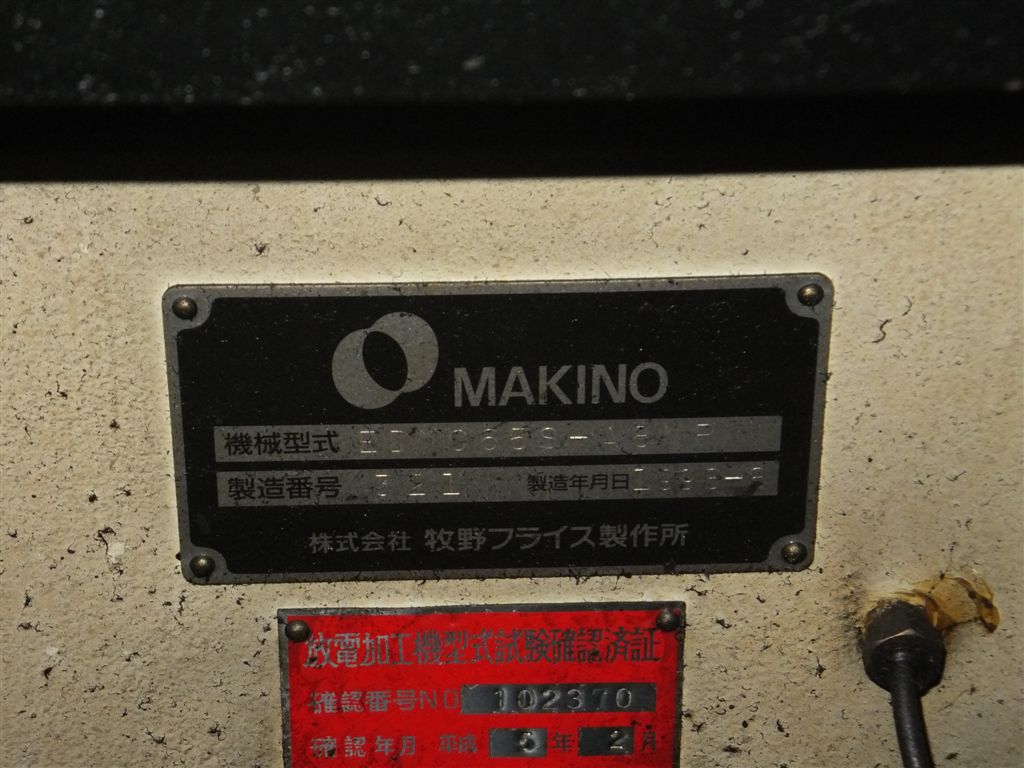 MAKINO
機械型式
製造番号 321 製造年月日
株式会社 牧野フライス製作所
放電加工機型式試験確認済証
確認番号NO 102370
確認年月 平成 5年 2月